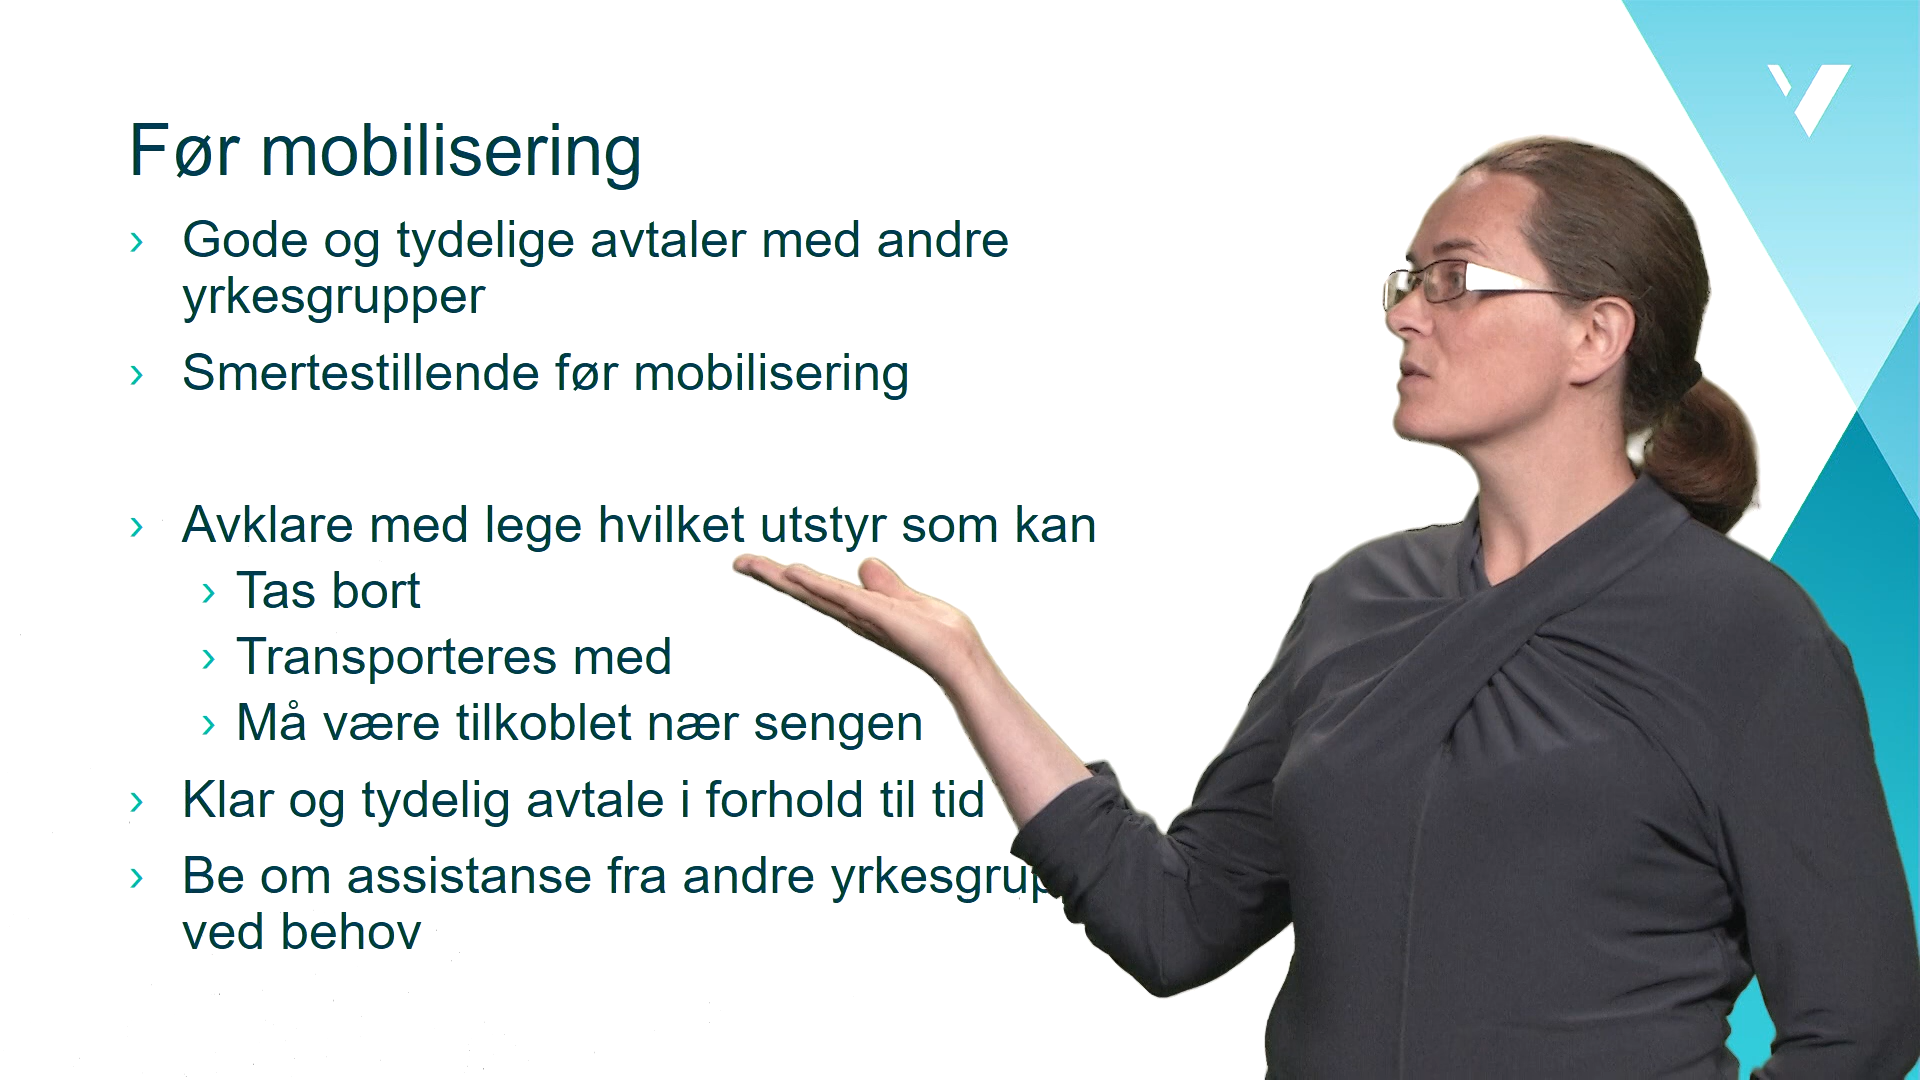 Før mobilisering
› Gode og tydelige avtaler med andre
yrkesgrupper
› Smertestillende før mobilisering
› Avklare med lege hvilket utstyr som kan
› Tas bort
› Transporteres med
› Må være tilkoblet nær sengen
› Klar og tydelig avtale i forhold til tid
› Be om assistanse fra andre
ved behov